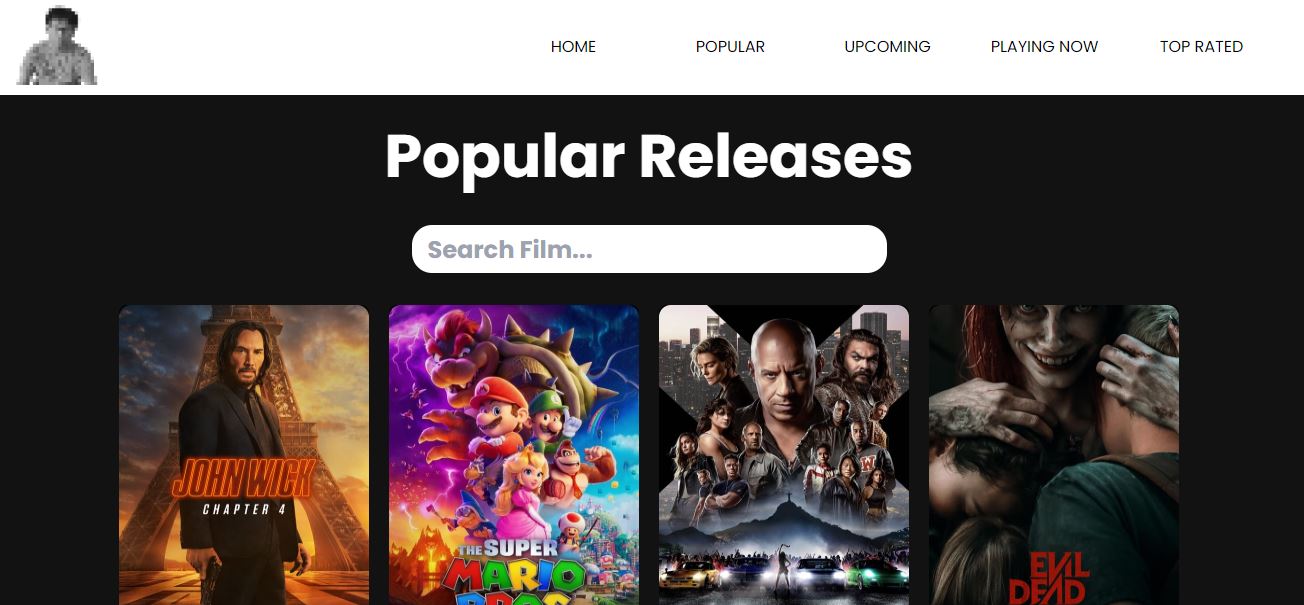 HOME
POPULAR
UPCOMING
PLAYING NOW
TOP RATED
Popular Releases
Search Film...
JOHN WICK
CHAPTER 4
THE SUPER
MARIO
BROS
EVIL
DEAD
W